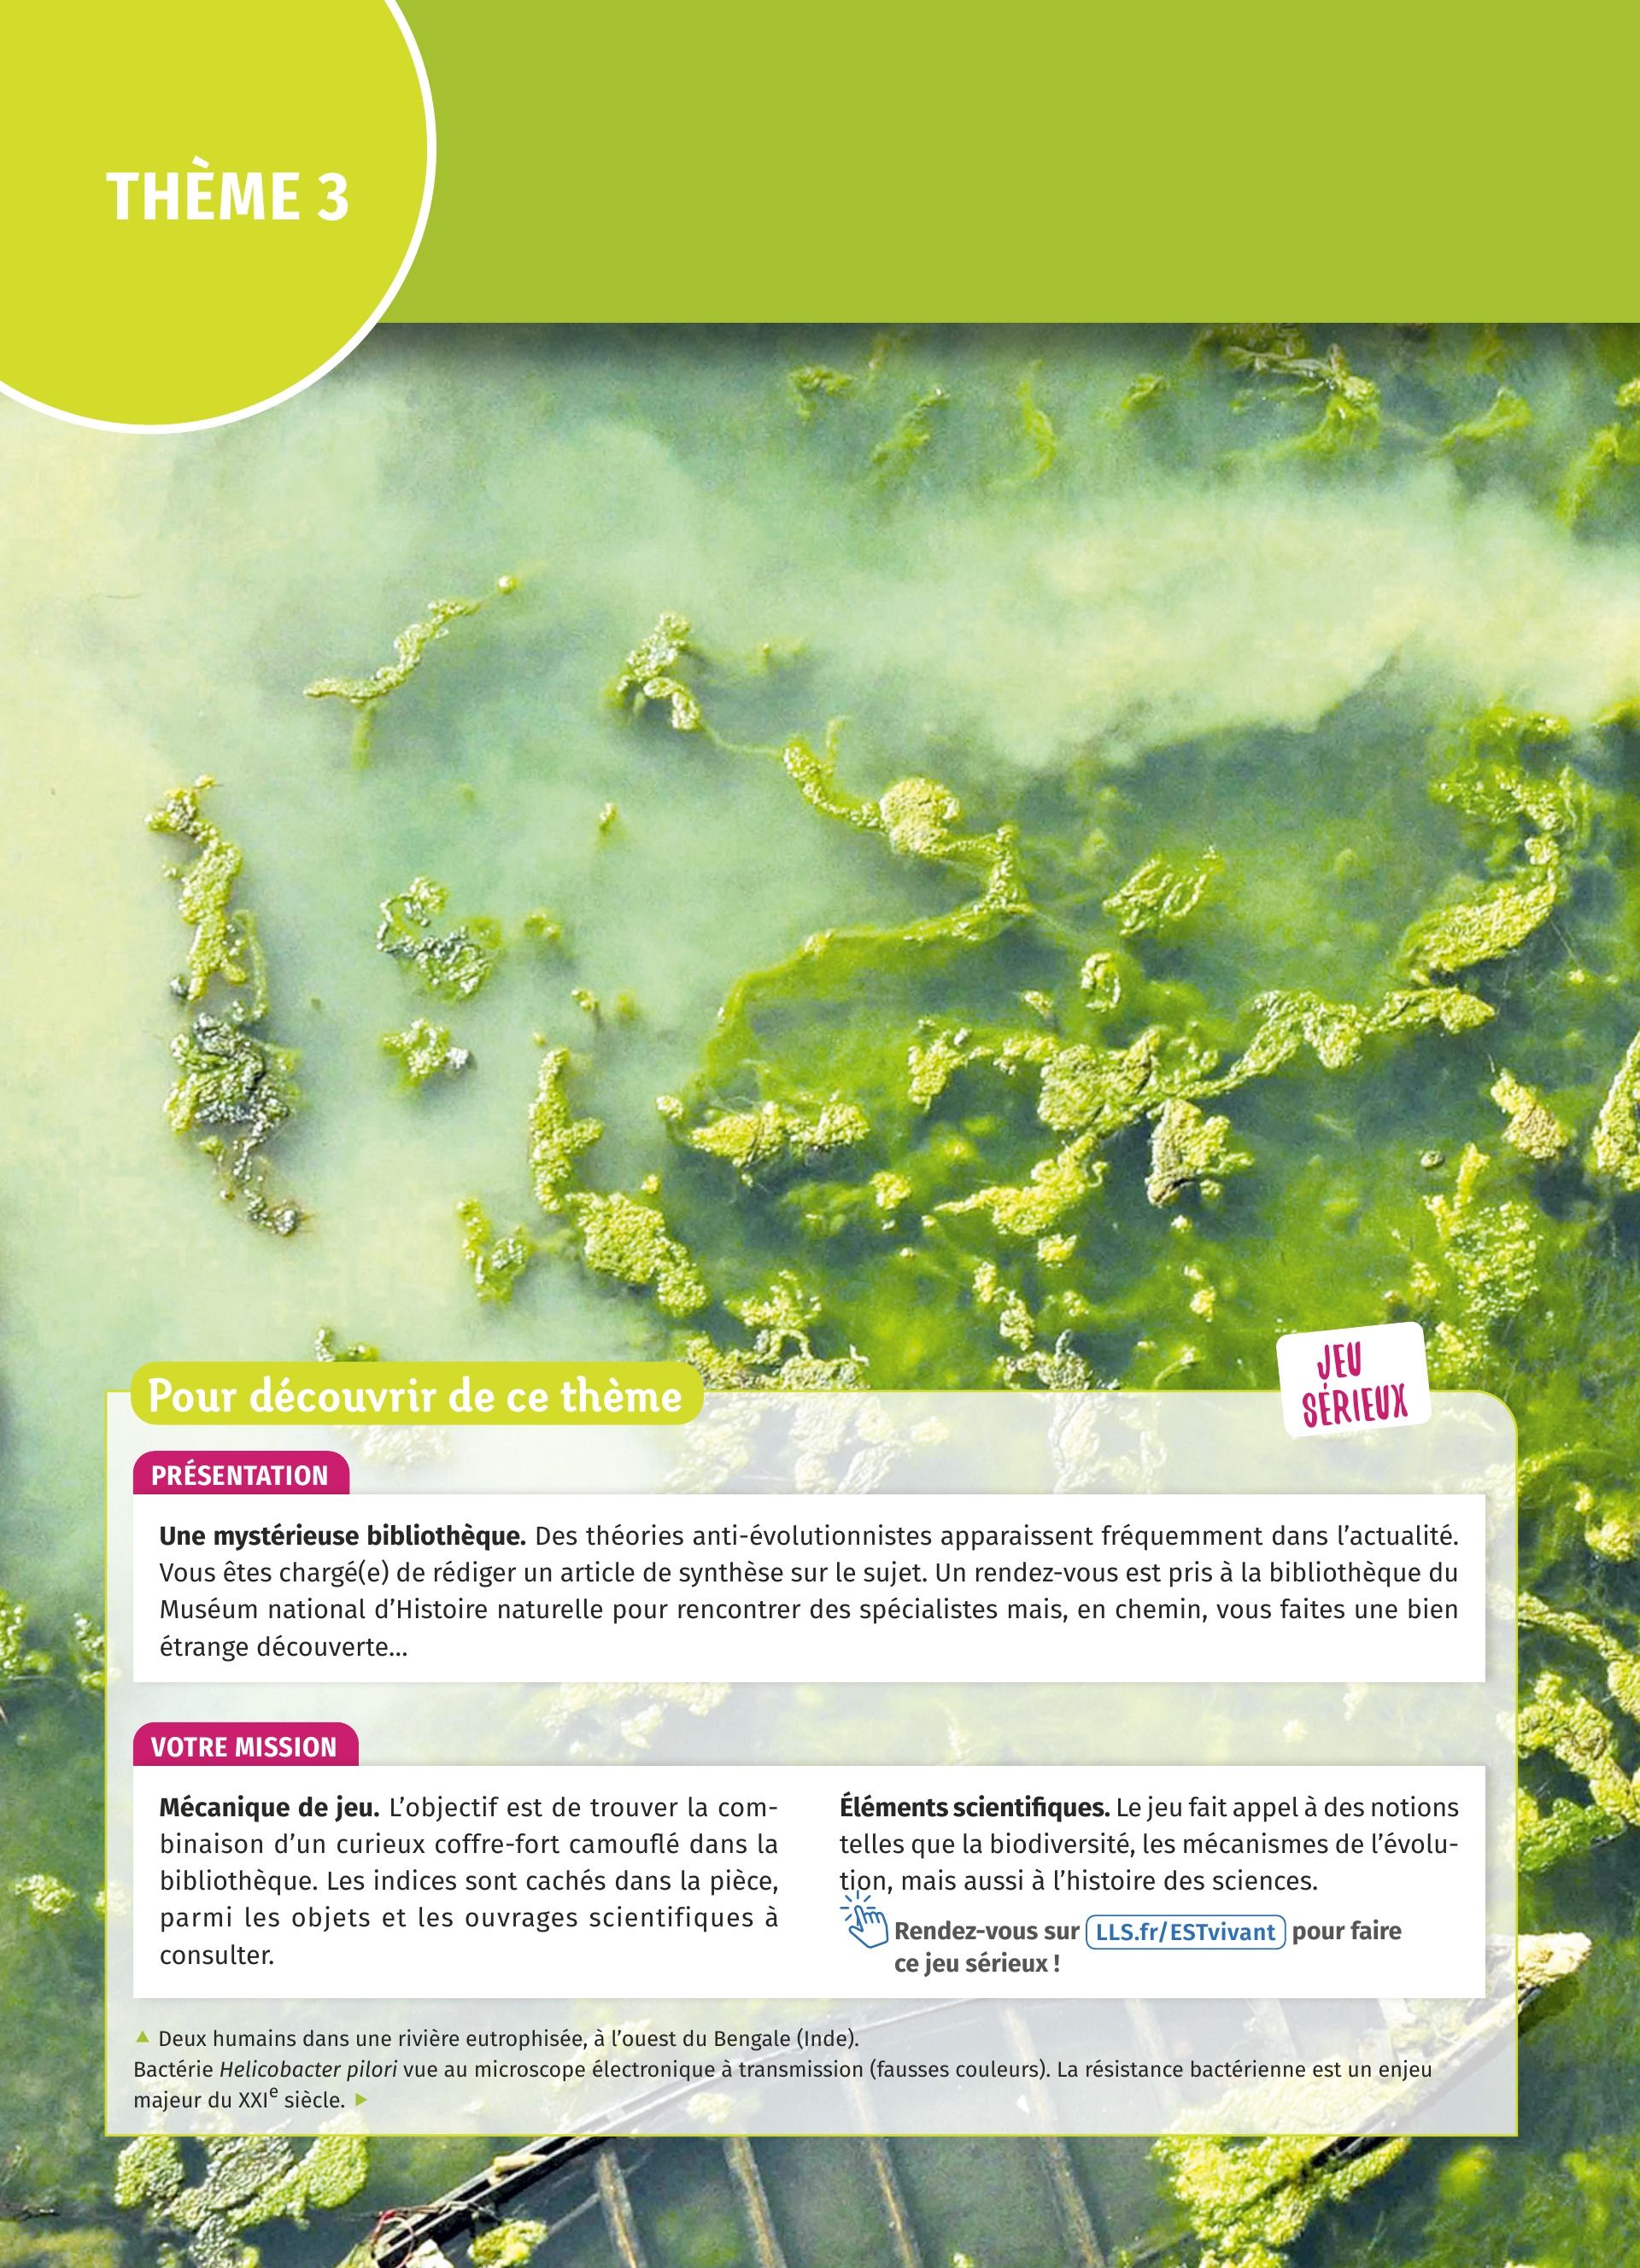 THÈME 3
Pour découvrir de ce thème
JEU
SÉRIEUX
PRÉSENTATION
Une mystérieuse bibliothèque. Des théories anti-évolutionnistes apparaissent fréquemment dans l’actualité.
Vous êtes chargé(e) de rédiger un article de synthèse sur le sujet. Un rendez-vous est pris à la bibliothèque du
Muséum national d’Histoire naturelle pour rencontrer des spécialistes mais, en chemin, vous faites une bien
étrange découverte…
VOTRE MISSION
Mécanique de jeu. L’objectif est de trouver la com-
binaison d’un curieux coffre-fort camouflé dans la
bibliothèque. Les indices sont cachés dans la pièce,
parmi les objets et les ouvrages scientifiques à
consulter.
Éléments scientifiques. Le jeu fait appel à des notions
telles que la biodiversité, les mécanismes de l’évolu-
tion, mais aussi à l’histoire des sciences.
Rendez-vous sur LLS.fr/ESTvivant pour faire
ce jeu sérieux !
▲ Deux humains dans une rivière eutrophisée, à l’ouest du Bengale (Inde).
Bactérie Helicobacter pilori vue au microscope électronique à transmission (fausses couleurs). La résistance bactérienne est un enjeu
majeur du XXIe siècle. ►